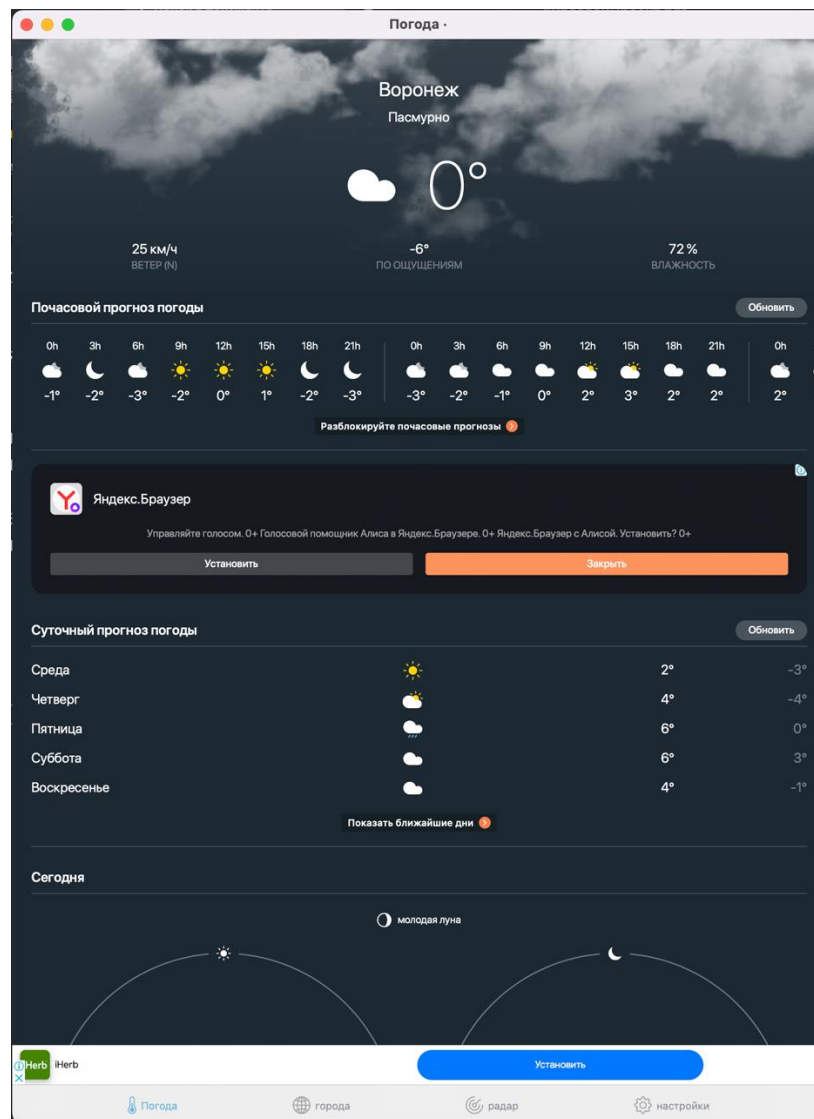 Погода ·
Воронеж
Пасмурно
0°
25 км/ч -6° 72 %
ВЕТЕР (N) ПО ОЩУЩЕНИЯМ ВЛАЖНОСТЬ
Почасовой прогноз погоды Обновить
0h 3h 6h 9h 12h 15h 18h 21h 0h 3h 6h 9h 12h 15h 18h 21h 0h
-1° -2° -3° -2° 0° 1° -2° -3° -3° -2° -1° 0° 2° 3° 2° 2° 2°
Разблокируйте почасовые прогнозы
Яндекс.Браузер
Управляйте голосом. 0+ Голосовой помощник Алиса в Яндекс.Браузере. 0+ Яндекс.Браузер с Алисой. Установить? 0+
Установить Закрыть
Суточный прогноз погоды Обновить
Среда 2° -3°
Четверг 4° -4°
Пятница 6° 0°
Суббота 6° 3°
Воскресенье 4° -1°
Показать ближайшие дни
Сегодня
молодая луна
Herb iHerb Установить
Погода города радар настройки